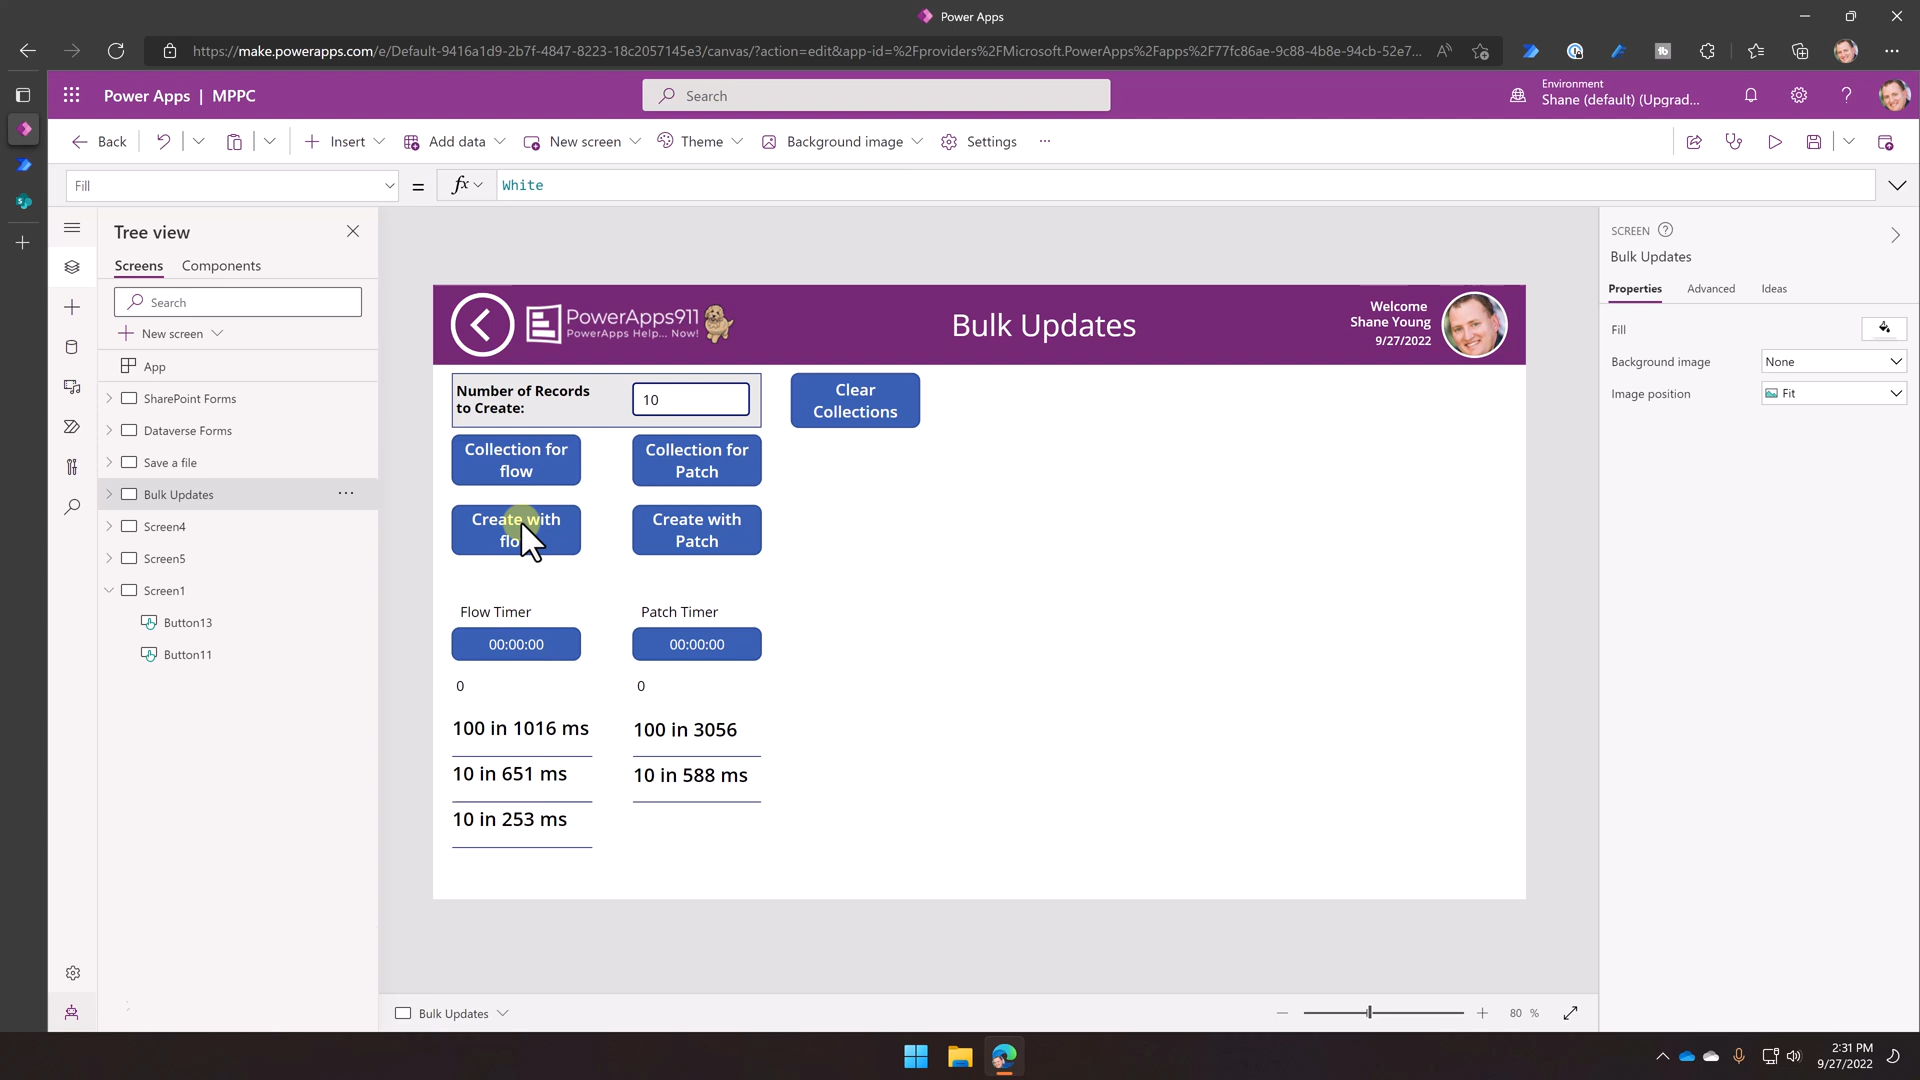 Power Apps
https://make.powerapps.com/e/Default-9416a1d9-2b7f-4847-8223-18c2057145e3/canvas/?action=edit&app-id=%2Fproviders%2FMicrosoft.PowerApps%2Fapps%2F77fc86ae-9c88-4b8e-94cb-52e7...
Power Apps | MPPC
Search
Environment
Shane (default) (Upgrad...
Back
Insert
Add data
New screen
Theme
Background image
Settings
Fill
=
fx
White
Tree view
Screens
Components
Search
New screen
App
SharePoint Forms
Dataverse Forms
Save a file
Bulk Updates
Screen4
Screen5
Screen1
Button13
Button11
PowerApps911
PowerApps Help... Now!
Bulk Updates
Welcome
Shane Young
9/27/2022
Number of Records
to Create:
10
Clear
Collections
Collection for
flow
Collection for
Patch
Create with
flow
Create with
Patch
Flow Timer
Patch Timer
00:00:00
00:00:00
0
0
100 in 1016 ms
100 in 3056
10 in 651 ms
10 in 588 ms
10 in 253 ms
SCREEN
Bulk Updates
Properties
Advanced
Ideas
Fill
Background image
None
Image position
Fit
Bulk Updates
80 %
2:31 PM
9/27/2022